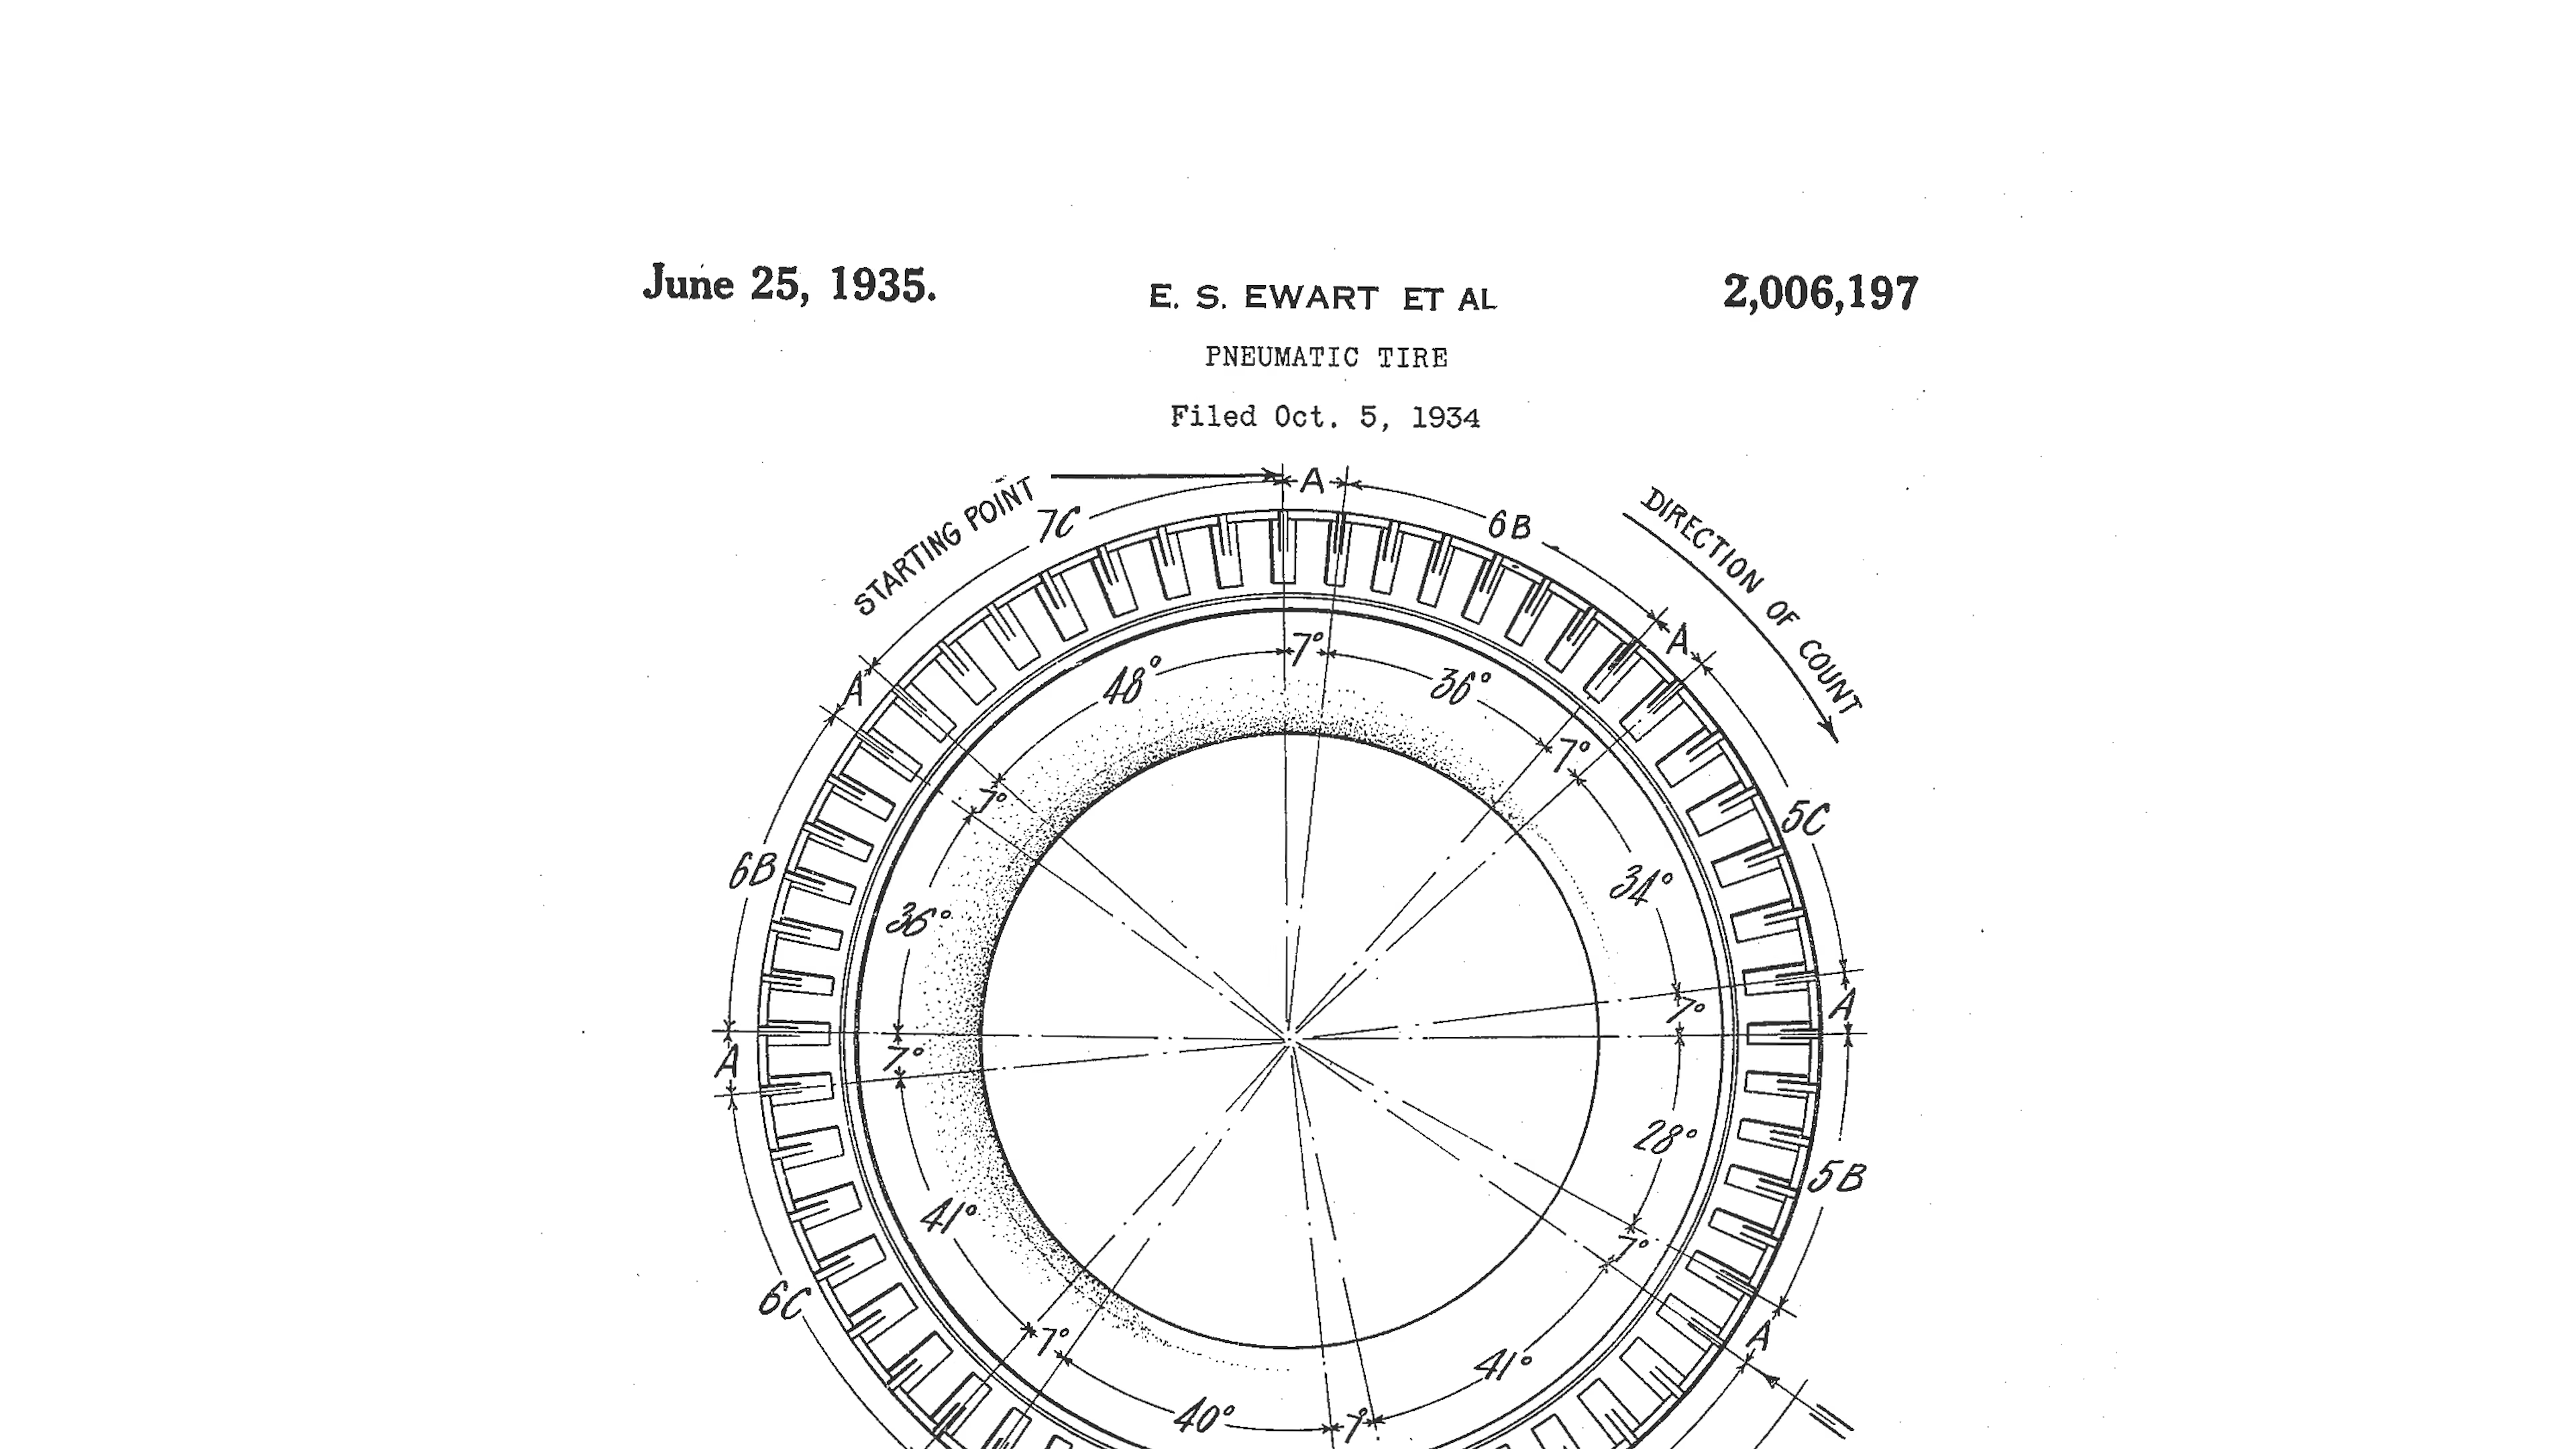 June 25, 1935.
E. S. EWART ET AL
2,006,197
PNEUMATIC TIRE
Filed Oct. 5, 1934
STARTING POINT
A
7C
6B
DIRECTION OF COUNT
A
A
7°
48°
36°
7°
7°
5C
6B
34°
36°
A
7°
A
7°
28°
5B
41°
7°
6C
A
7°
41°
40°
7°